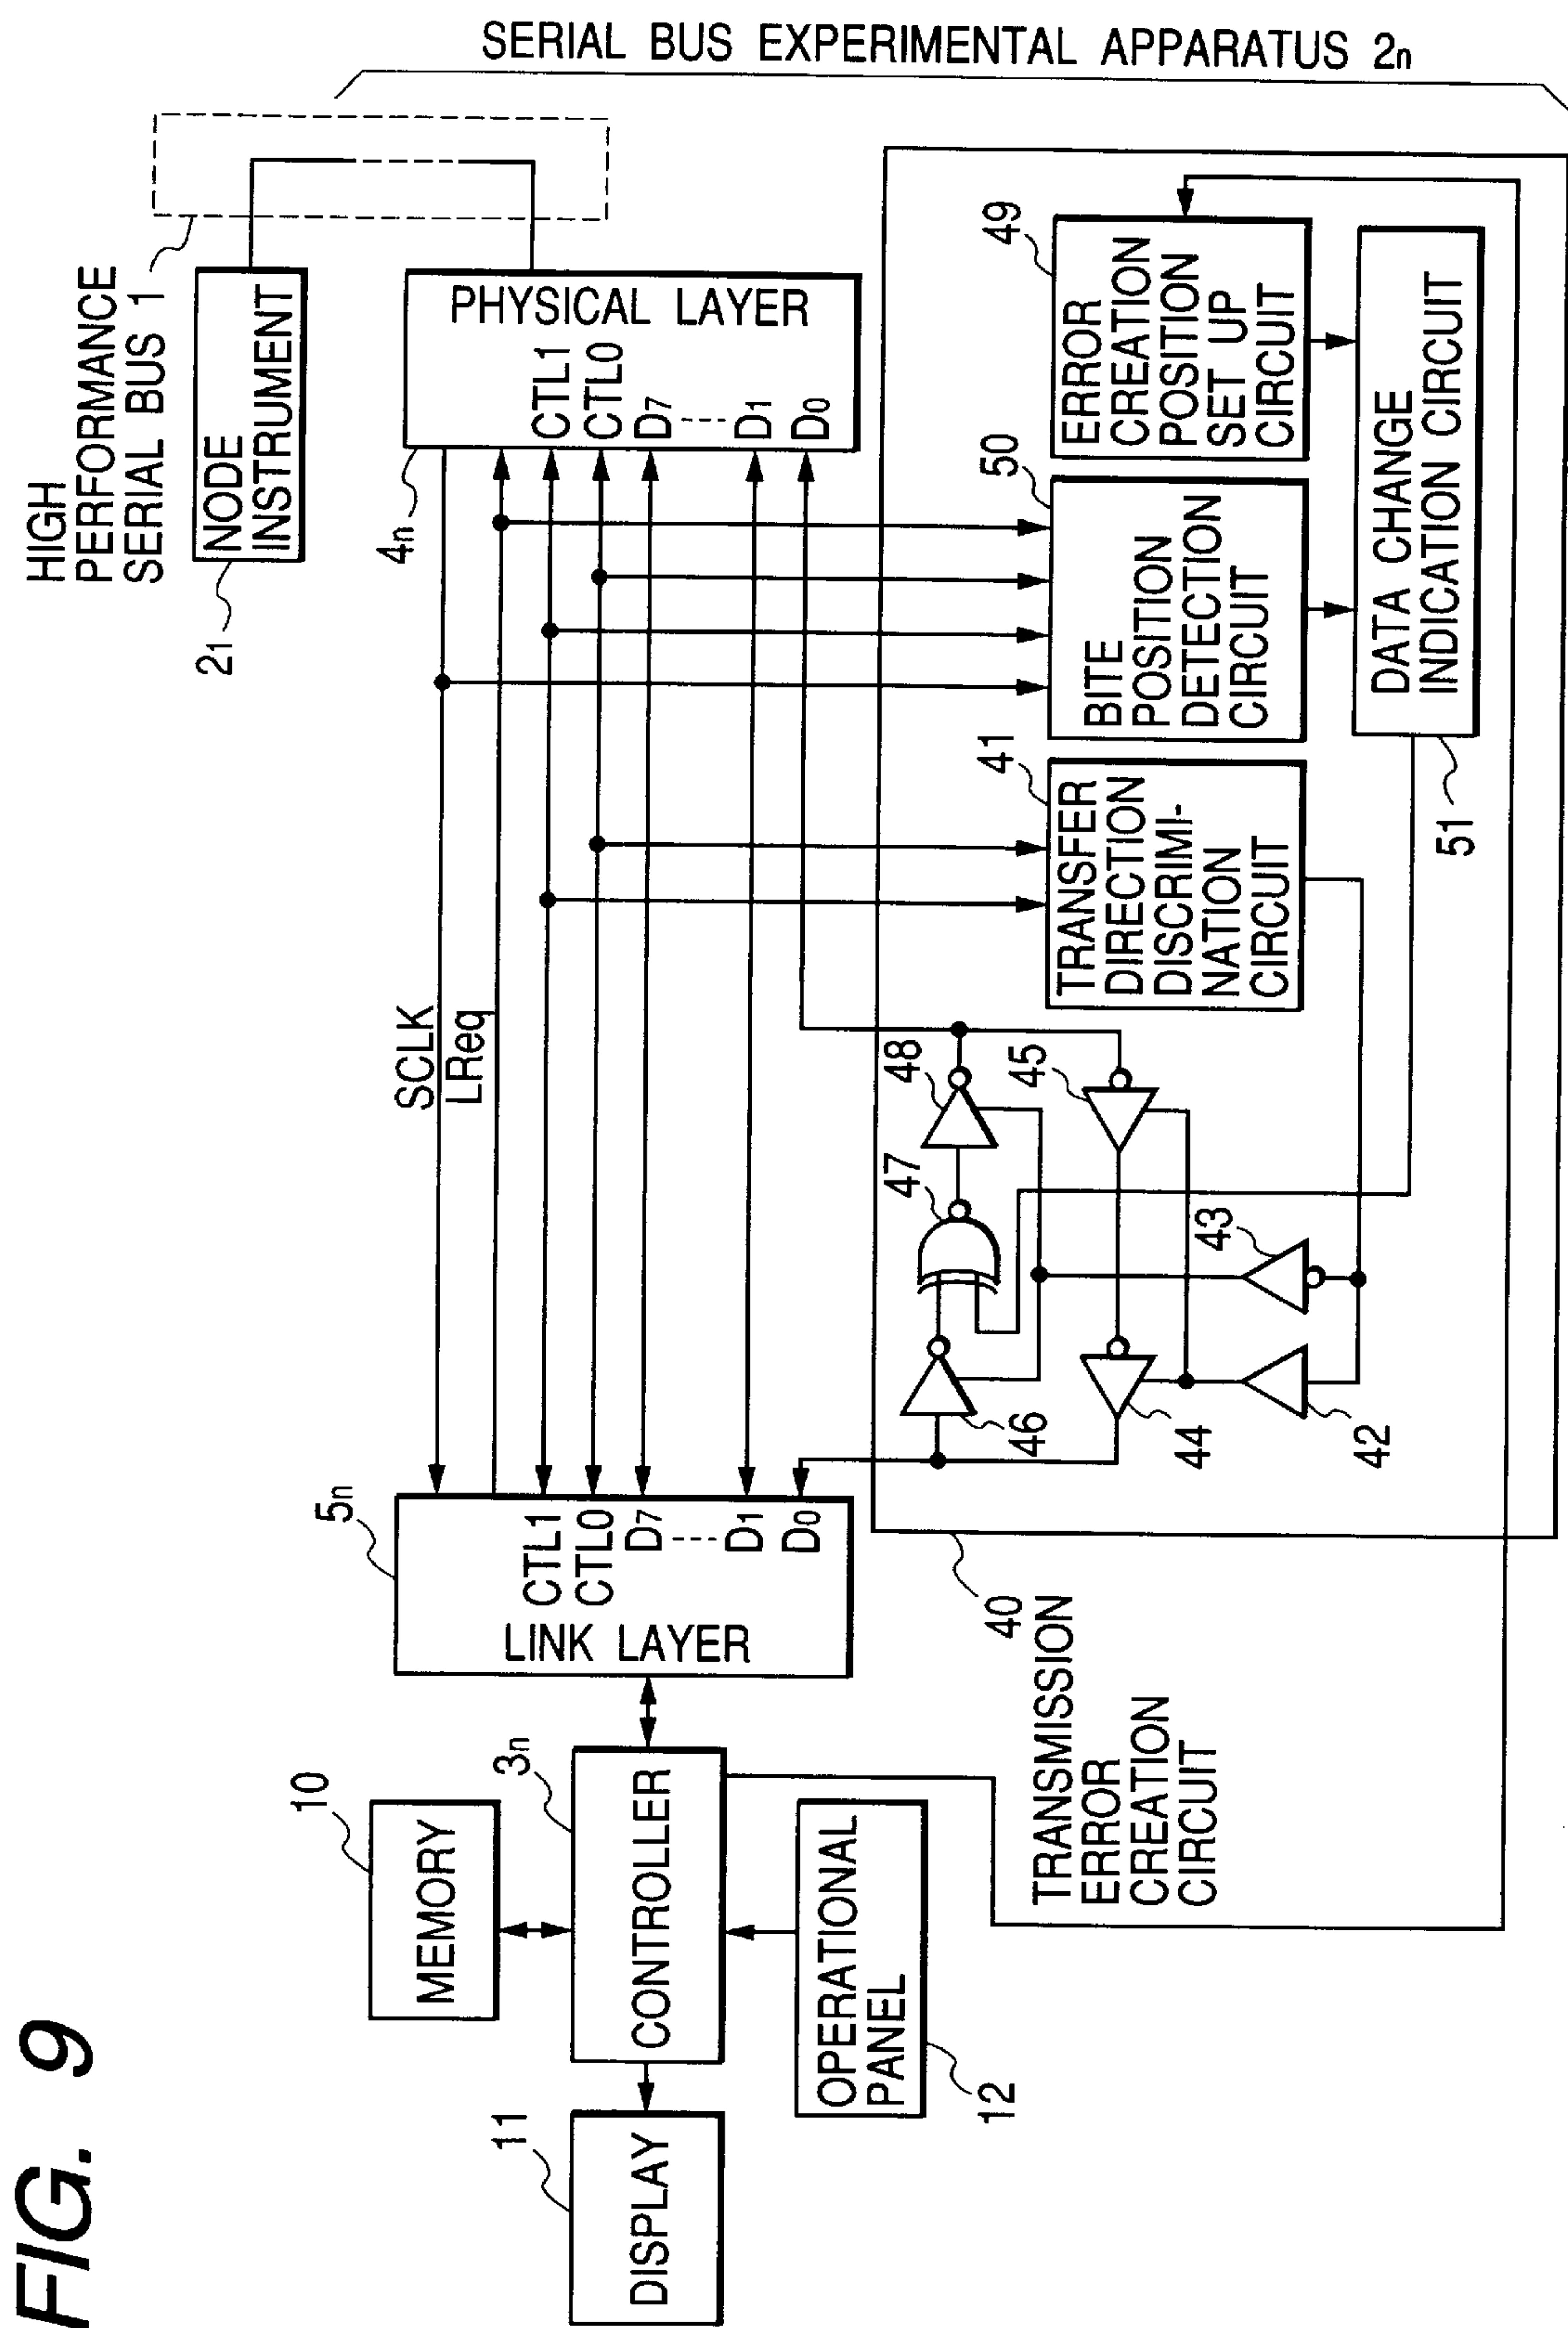 FIG. 9
SERIAL BUS EXPERIMENTAL APPARATUS 2n
HIGH
PERFORMANCE
SERIAL BUS 1
NODE
INSTRUMENT
21
10
MEMORY
11
DISPLAY
3n
CONTROLLER
OPERATIONAL
PANEL
12
5n
CTL1
CTL0
D7
D1
D0
LINK LAYER
SCLK
LReq
4n
PHYSICAL LAYER
CTL1
CTL0
D7
D1
D0
40
TRANSMISSION
ERROR
CREATION
CIRCUIT
46
47
48
44
45
42
43
41
TRANSFER
DIRECTION
DISCRIMI-
NATION
CIRCUIT
50
BITE
POSITION
DETECTION
CIRCUIT
49
ERROR
CREATION
POSITION
SET UP
CIRCUIT
DATA CHANGE
INDICATION CIRCUIT
51